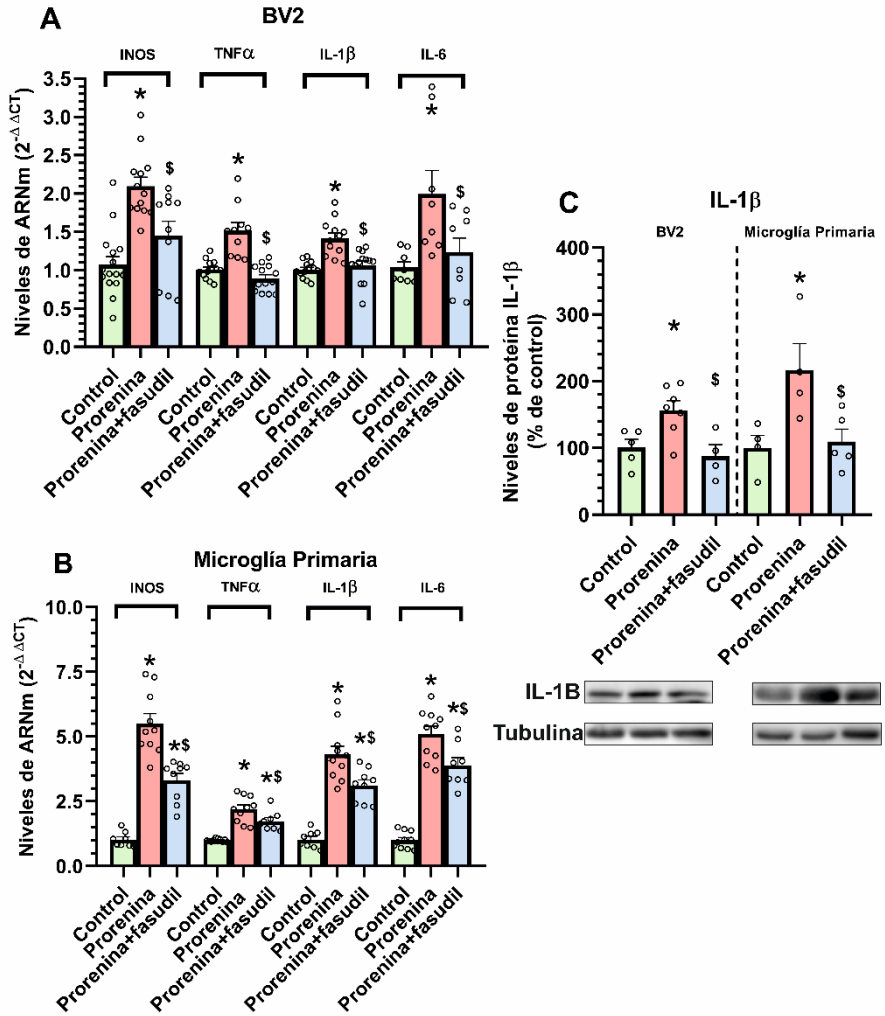 A
BV2
INOS
TNFα
IL-1β
IL-6
Niveles de ARNm (2^-Δ ΔCT)
3.5
3.0
2.5
2.0
1.5
1.0
0.5
0.0
*
$
*
$
*
$
*
$
Control
Prorenina
Prorenina+fasudil
Control
Prorenina
Prorenina+fasudil
Control
Prorenina
Prorenina+fasudil
Control
Prorenina
Prorenina+fasudil
B
Microglía Primaria
INOS
TNFα
IL-1β
IL-6
Niveles de ARNm (2^-Δ ΔCT)
10.0
7.5
5.0
2.5
0.0
*
*$
*
*$
*
*$
*
*$
Control
Prorenina
Prorenina+fasudil
Control
Prorenina
Prorenina+fasudil
Control
Prorenina
Prorenina+fasudil
Control
Prorenina
Prorenina+fasudil
C
IL-1β
BV2
Microglía Primaria
Niveles de proteína IL-1β
(% de control)
400
300
200
100
0
*
$
*
$
Control
Prorenina
Prorenina+fasudil
Control
Prorenina
Prorenina+fasudil
IL-1B
Tubulina